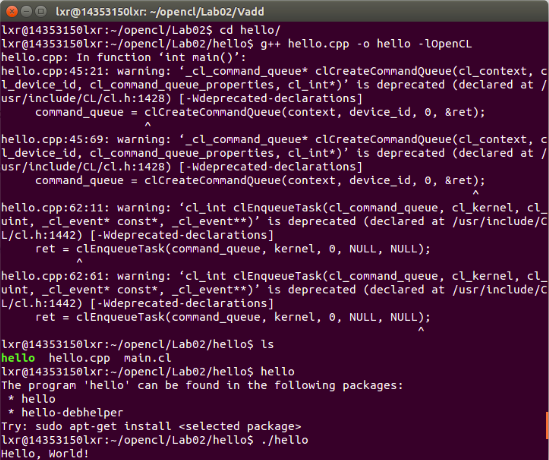 lxr@14353150lxr: ~/opencl/Lab02/Vadd
lxr@14353150lxr:~/opencl/Lab02$ cd hello/
lxr@14353150lxr:~/opencl/Lab02/hello$ g++ hello.cpp -o hello -lOpenCL
hello.cpp: In function ‘int main()’:
hello.cpp:45:21: warning: ‘_cl_command_queue* clCreateCommandQueue(cl_context, c
l_device_id, cl_command_queue_properties, cl_int*)’ is deprecated (declared at /
usr/include/CL/cl.h:1428) [-Wdeprecated-declarations]
command_queue = clCreateCommandQueue(context, device_id, 0, &ret);
^
hello.cpp:45:69: warning: ‘_cl_command_queue* clCreateCommandQueue(cl_context, c
l_device_id, cl_command_queue_properties, cl_int*)’ is deprecated (declared at /
usr/include/CL/cl.h:1428) [-Wdeprecated-declarations]
command_queue = clCreateCommandQueue(context, device_id, 0, &ret);
^
hello.cpp:62:11: warning: ‘cl_int clEnqueueTask(cl_command_queue, cl_kernel, cl_
uint, _cl_event* const*, _cl_event**)’ is deprecated (declared at /usr/include/C
L/cl.h:1442) [-Wdeprecated-declarations]
ret = clEnqueueTask(command_queue, kernel, 0, NULL, NULL);
^
hello.cpp:62:61: warning: ‘cl_int clEnqueueTask(cl_command_queue, cl_kernel, cl_
uint, _cl_event* const*, _cl_event**)’ is deprecated (declared at /usr/include/C
L/cl.h:1442) [-Wdeprecated-declarations]
ret = clEnqueueTask(command_queue, kernel, 0, NULL, NULL);
^
lxr@14353150lxr:~/opencl/Lab02/hello$ ls
hello hello.cpp main.cl
lxr@14353150lxr:~/opencl/Lab02/hello$ hello
The program 'hello' can be found in the following packages:
* hello
* hello-debhelper
Try: sudo apt-get install <selected package>
lxr@14353150lxr:~/opencl/Lab02/hello$ ./hello
Hello, World!